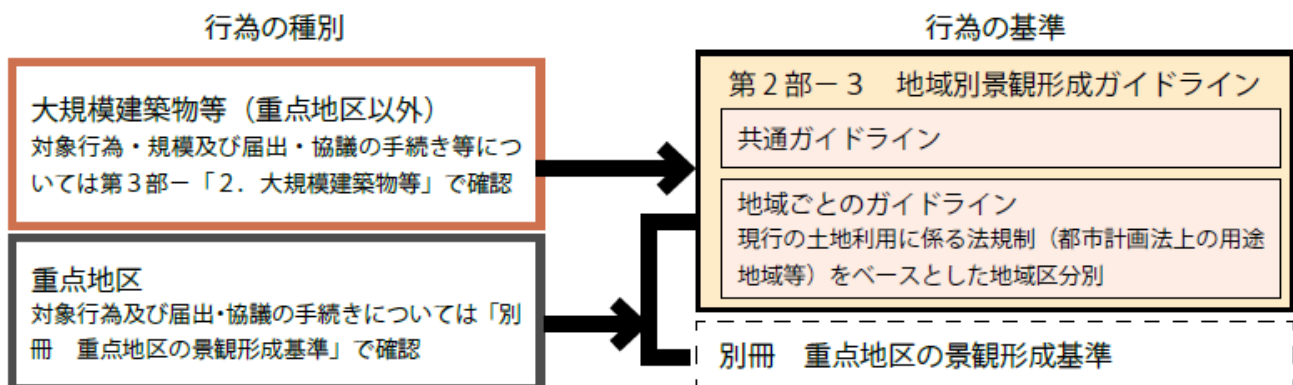 行為の種別
大規模建築物等（重点地区以外）
対象行為・規模及び届出・協議の手続き等につ
いては第３部－「２．大規模建築物等」で確認
重点地区
対象行為及び届出・協議の手続きについては「別
冊　重点地区の景観形成基準」で確認
行為の基準
第２部－３　地域別景観形成ガイドライン
共通ガイドライン
地域ごとのガイドライン
現行の土地利用に係る法規制（都市計画法上の用途
地域等）をベースとした地域区分別
別冊　重点地区の景観形成基準